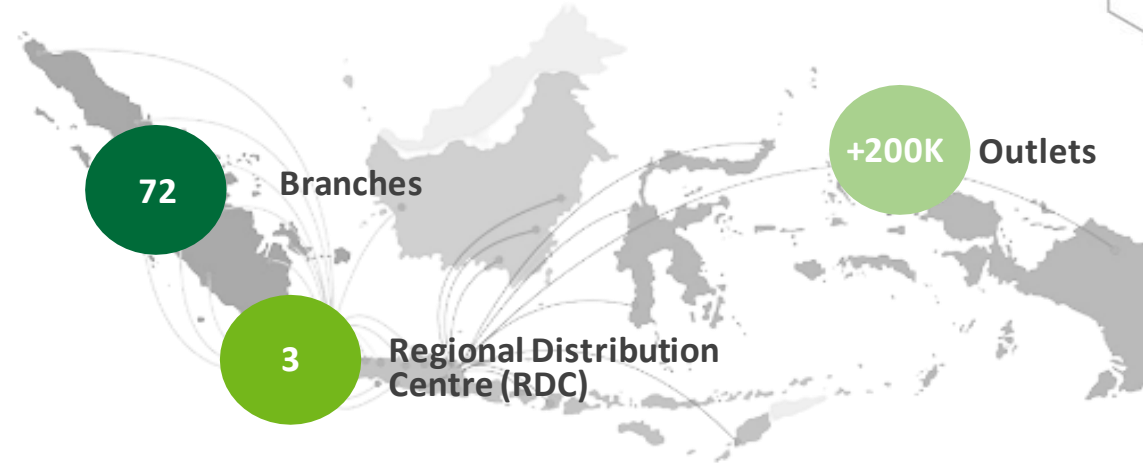 72
Branches
+200K
Outlets
3
Regional Distribution
Centre (RDC)